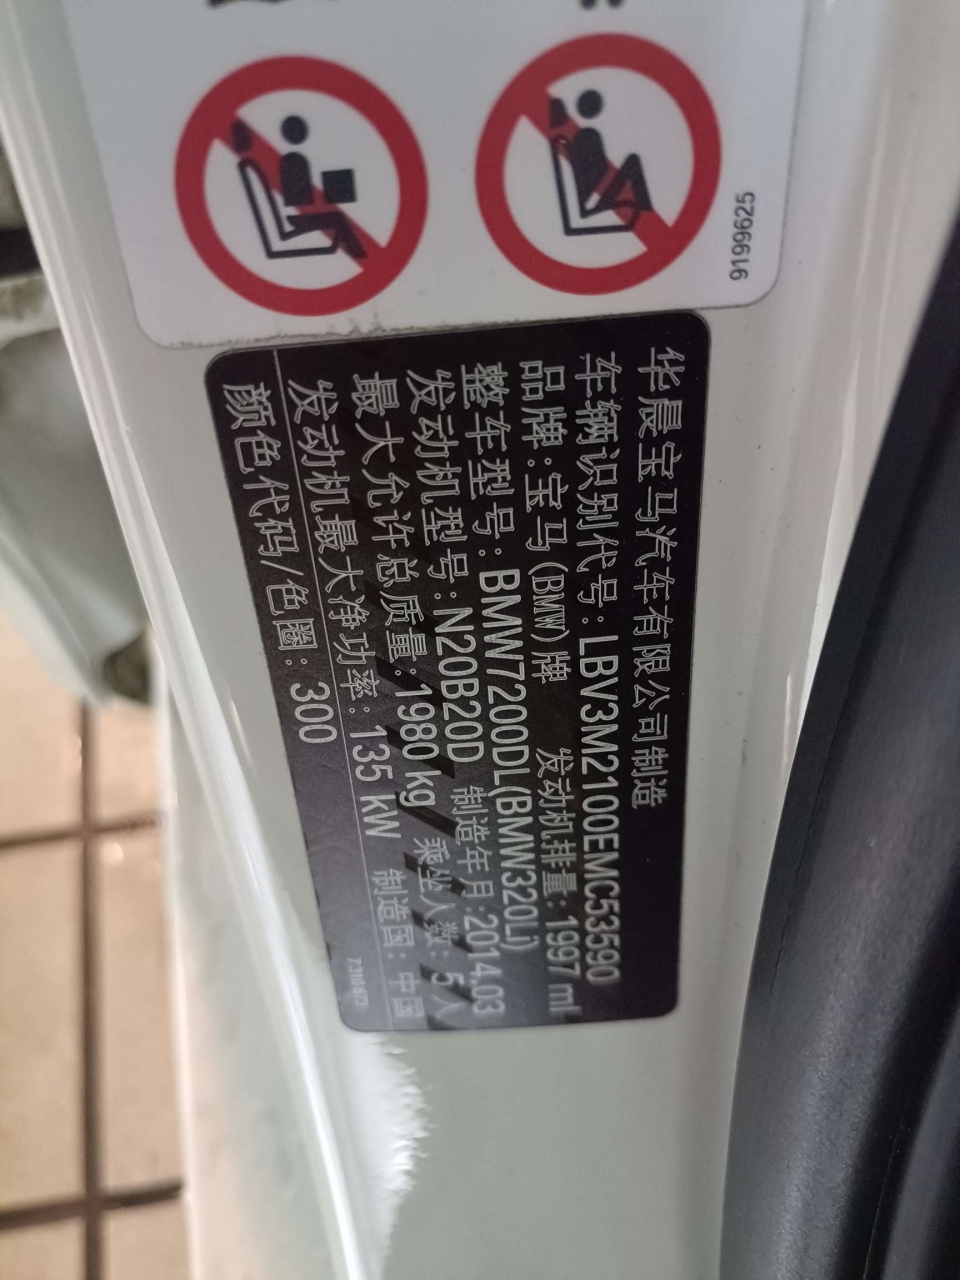 9199625
华晨宝马汽车有限公司制造
车辆识别代号:LBV3M2100EMC53590
品牌:宝马(BMW)牌 发动机排量:1997 ml
整车型号:BMW7200DL(BMW320Li)
发动机型号:N20B20D 制造年月:2014.03
最大允许总质量:1980 kg 乘坐人数:5人
发动机最大净功率:135 kW 制造国:中国
颜色代码/色圈:300